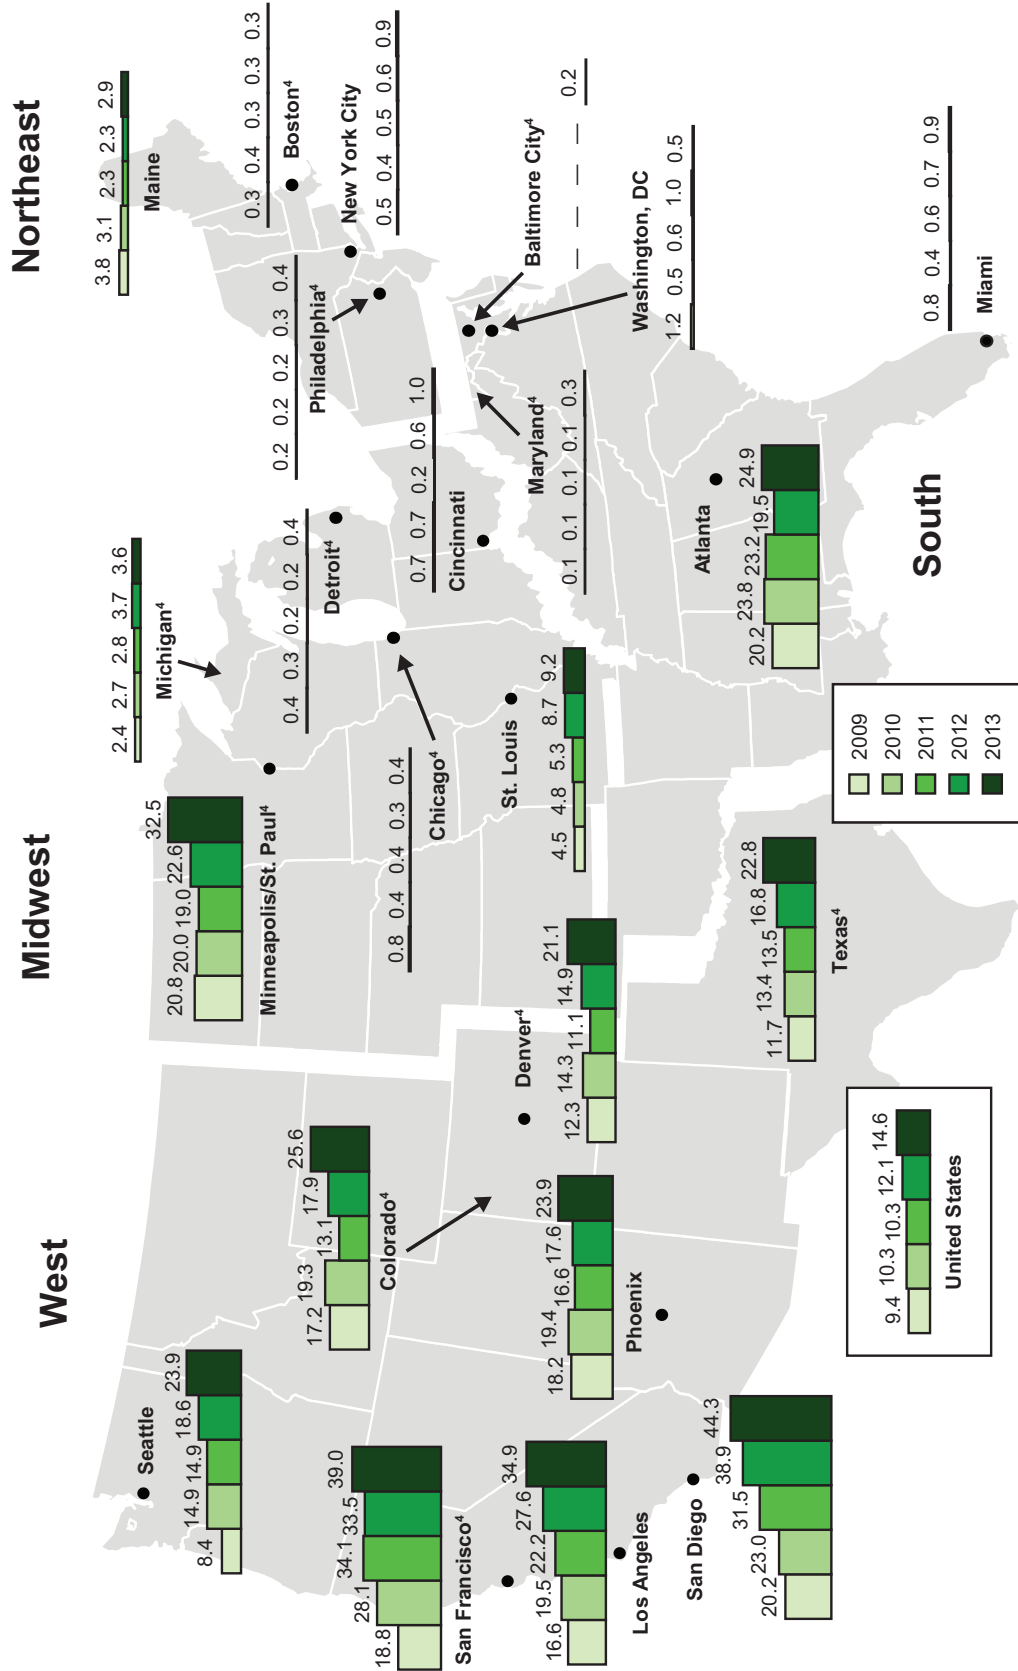 West
Midwest
Northeast
8.4 14.9 14.9 18.6 23.9
Seattle
18.8 28.1 34.1 33.5 39.0
San Francisco⁴
16.6 19.5 22.2 27.6 34.9
Los Angeles
20.2 23.0 31.5 38.9 44.3
San Diego
17.2 19.3 13.1 17.9 25.6
Colorado⁴
12.3 14.3 11.1 14.9 21.1
Denver⁴
18.2 19.4 16.6 17.6 23.9
Phoenix
20.8 20.0 19.0 22.6 32.5
Minneapolis/St. Paul⁴
2.4 2.7 2.8 3.7 3.6
Michigan⁴
0.4 0.3 0.2 0.2 0.4
Detroit⁴
0.8 0.4 0.4 0.3 0.4
Chicago⁴
0.7 0.7 0.2 0.6 1.0
Cincinnati
4.5 4.8 5.3 8.7 9.2
St. Louis
3.8 3.1 2.3 2.3 2.9
Maine
0.3 0.4 0.3 0.3 0.3
Boston⁴
New York City
0.5 0.4 0.5 0.6 0.9
0.2 0.2 0.2 0.3 0.4
Philadelphia⁴
Baltimore City⁴
— — — — 0.2
Washington, DC
1.2 0.5 0.6 1.0 0.5
Maryland⁴
0.1 0.1 0.1 0.1 0.3
Atlanta
20.2 23.8 23.2 19.5 24.9
11.7 13.4 13.5 16.8 22.8
Texas⁴
0.8 0.4 0.6 0.7 0.9
Miami
South
9.4 10.3 10.3 12.1 14.6
United States
2009
2010
2011
2012
2013